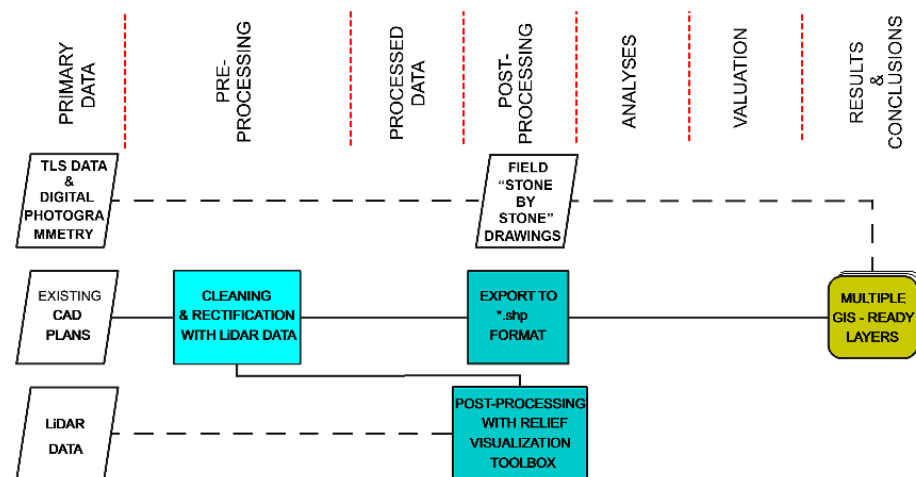 PRIMARY
DATA
PRE-
PROCESSING
PROCESSED
DATA
POST-
PROCESSING
ANALYSES
VALUATION
RESULTS
&
CONCLUSIONS
TLS DATA
&
DIGITAL
PHOTOGRA
MMETRY
FIELD
“STONE
BY
STONE”
DRAWINGS
EXISTING
CAD
PLANS
CLEANING
& RECTIFICATION
WITH LiDAR DATA
EXPORT TO
*.shp
FORMAT
MULTIPLE
GIS - READY
LAYERS
LiDAR
DATA
POST-PROCESSING
WITH RELIEF
VISUALIZATION
TOOLBOX